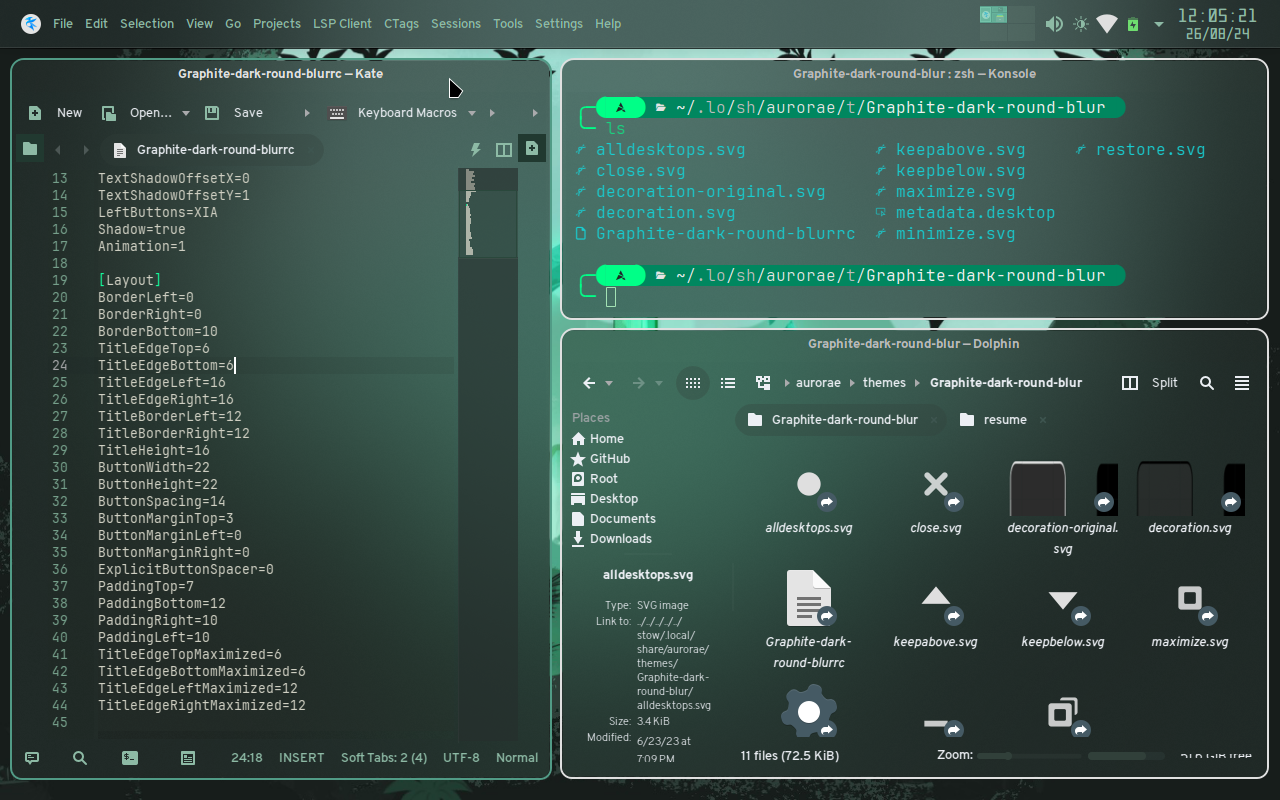 File Edit Selection View Go Projects LSP Client CTags Sessions Tools Settings Help
12:05:21
26/08/24
Graphite-dark-round-blurrc — Kate
New Open... Save Keyboard Macros
Graphite-dark-round-blurrc
13 TextShadowOffsetX=0
14 TextShadowOffsetY=1
15 LeftButtons=XIA
16 Shadow=true
17 Animation=1
18
19 [Layout]
20 BorderLeft=0
21 BorderRight=0
22 BorderBottom=10
23 TitleEdgeTop=6
24 TitleEdgeBottom=6
25 TitleEdgeLeft=16
26 TitleEdgeRight=16
27 TitleBorderLeft=12
28 TitleBorderRight=12
29 TitleHeight=16
30 ButtonWidth=22
31 ButtonHeight=22
32 ButtonSpacing=14
33 ButtonMarginTop=3
34 ButtonMarginLeft=0
35 ButtonMarginRight=0
36 ExplicitButtonSpacer=0
37 PaddingTop=7
38 PaddingBottom=12
39 PaddingRight=10
40 PaddingLeft=10
41 TitleEdgeTopMaximized=6
42 TitleEdgeBottomMaximized=6
43 TitleEdgeLeftMaximized=12
44 TitleEdgeRightMaximized=12
45
24:18 INSERT Soft Tabs: 2 (4) UTF-8 Normal
Graphite-dark-round-blur : zsh — Konsole
~/.lo/sh/aurorae/t/Graphite-dark-round-blur
ls
alldesktops.svg keepabove.svg restore.svg
close.svg keepbelow.svg
decoration-original.svg maximize.svg
decoration.svg metadata.desktop
Graphite-dark-round-blurrc minimize.svg
~/.lo/sh/aurorae/t/Graphite-dark-round-blur
Graphite-dark-round-blur — Dolphin
aurorae themes Graphite-dark-round-blur Split
Places
Home
GitHub
Root
Desktop
Documents
Downloads
Graphite-dark-round-blur resume
alldesktops.svg close.svg decoration-original. decoration.svg
svg
Graphite-dark- keepabove.svg keepbelow.svg maximize.svg
round-blurrc
alldesktops.svg
Type: SVG image
Link to: ../../../../../
stow/.local/
share/aurorae/
themes/
Graphite-dark-
round-blur/
alldesktops.svg
Size: 3.4 KiB
Modified: 6/23/23 at
7:09 PM
11 files (72.5 KiB) Zoom: